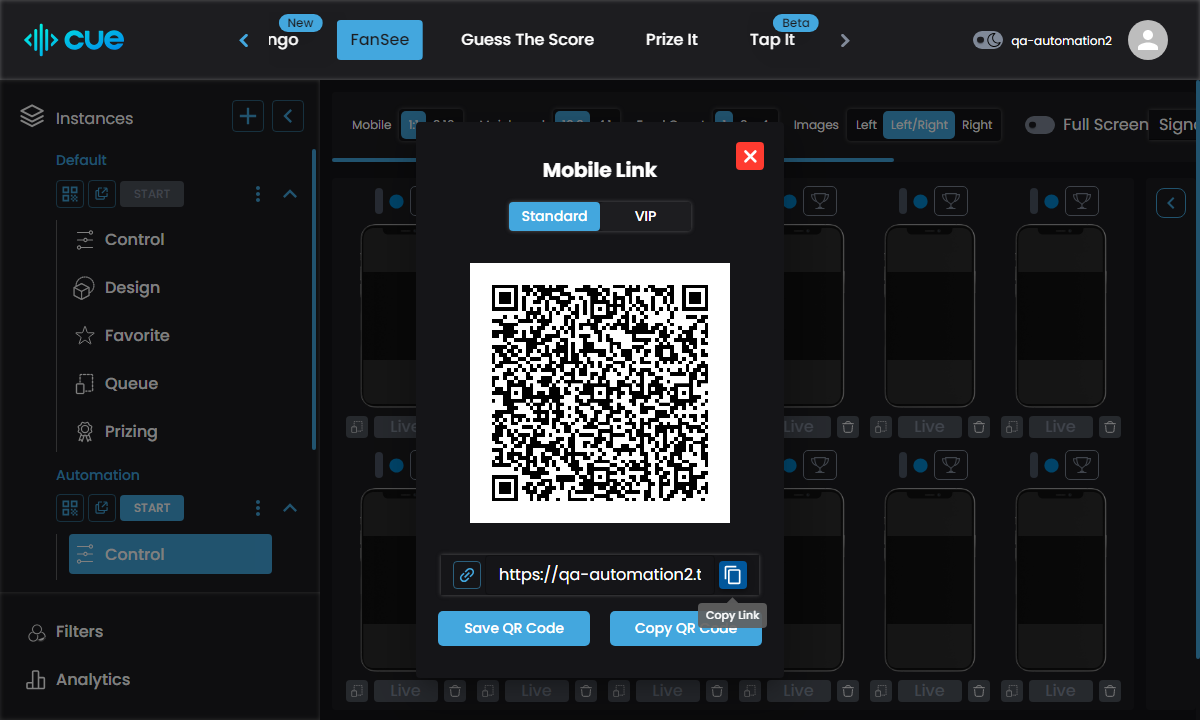 cue
ngo
New
FanSee
Guess The Score
Prize It
Tap It
Beta
qa-automation2
Instances
Default
START
Control
Design
Favorite
Queue
Prizing
Automation
START
Control
Filters
Analytics
Mobile
1:1
Images
Left
Left/Right
Right
Full Screen
Mobile Link
Standard
VIP
https://qa-automation2.t
Copy Link
Save QR Code
Copy QR Code
Live
Live
Live
Live
Live
Live
Live
Live
Live
Live